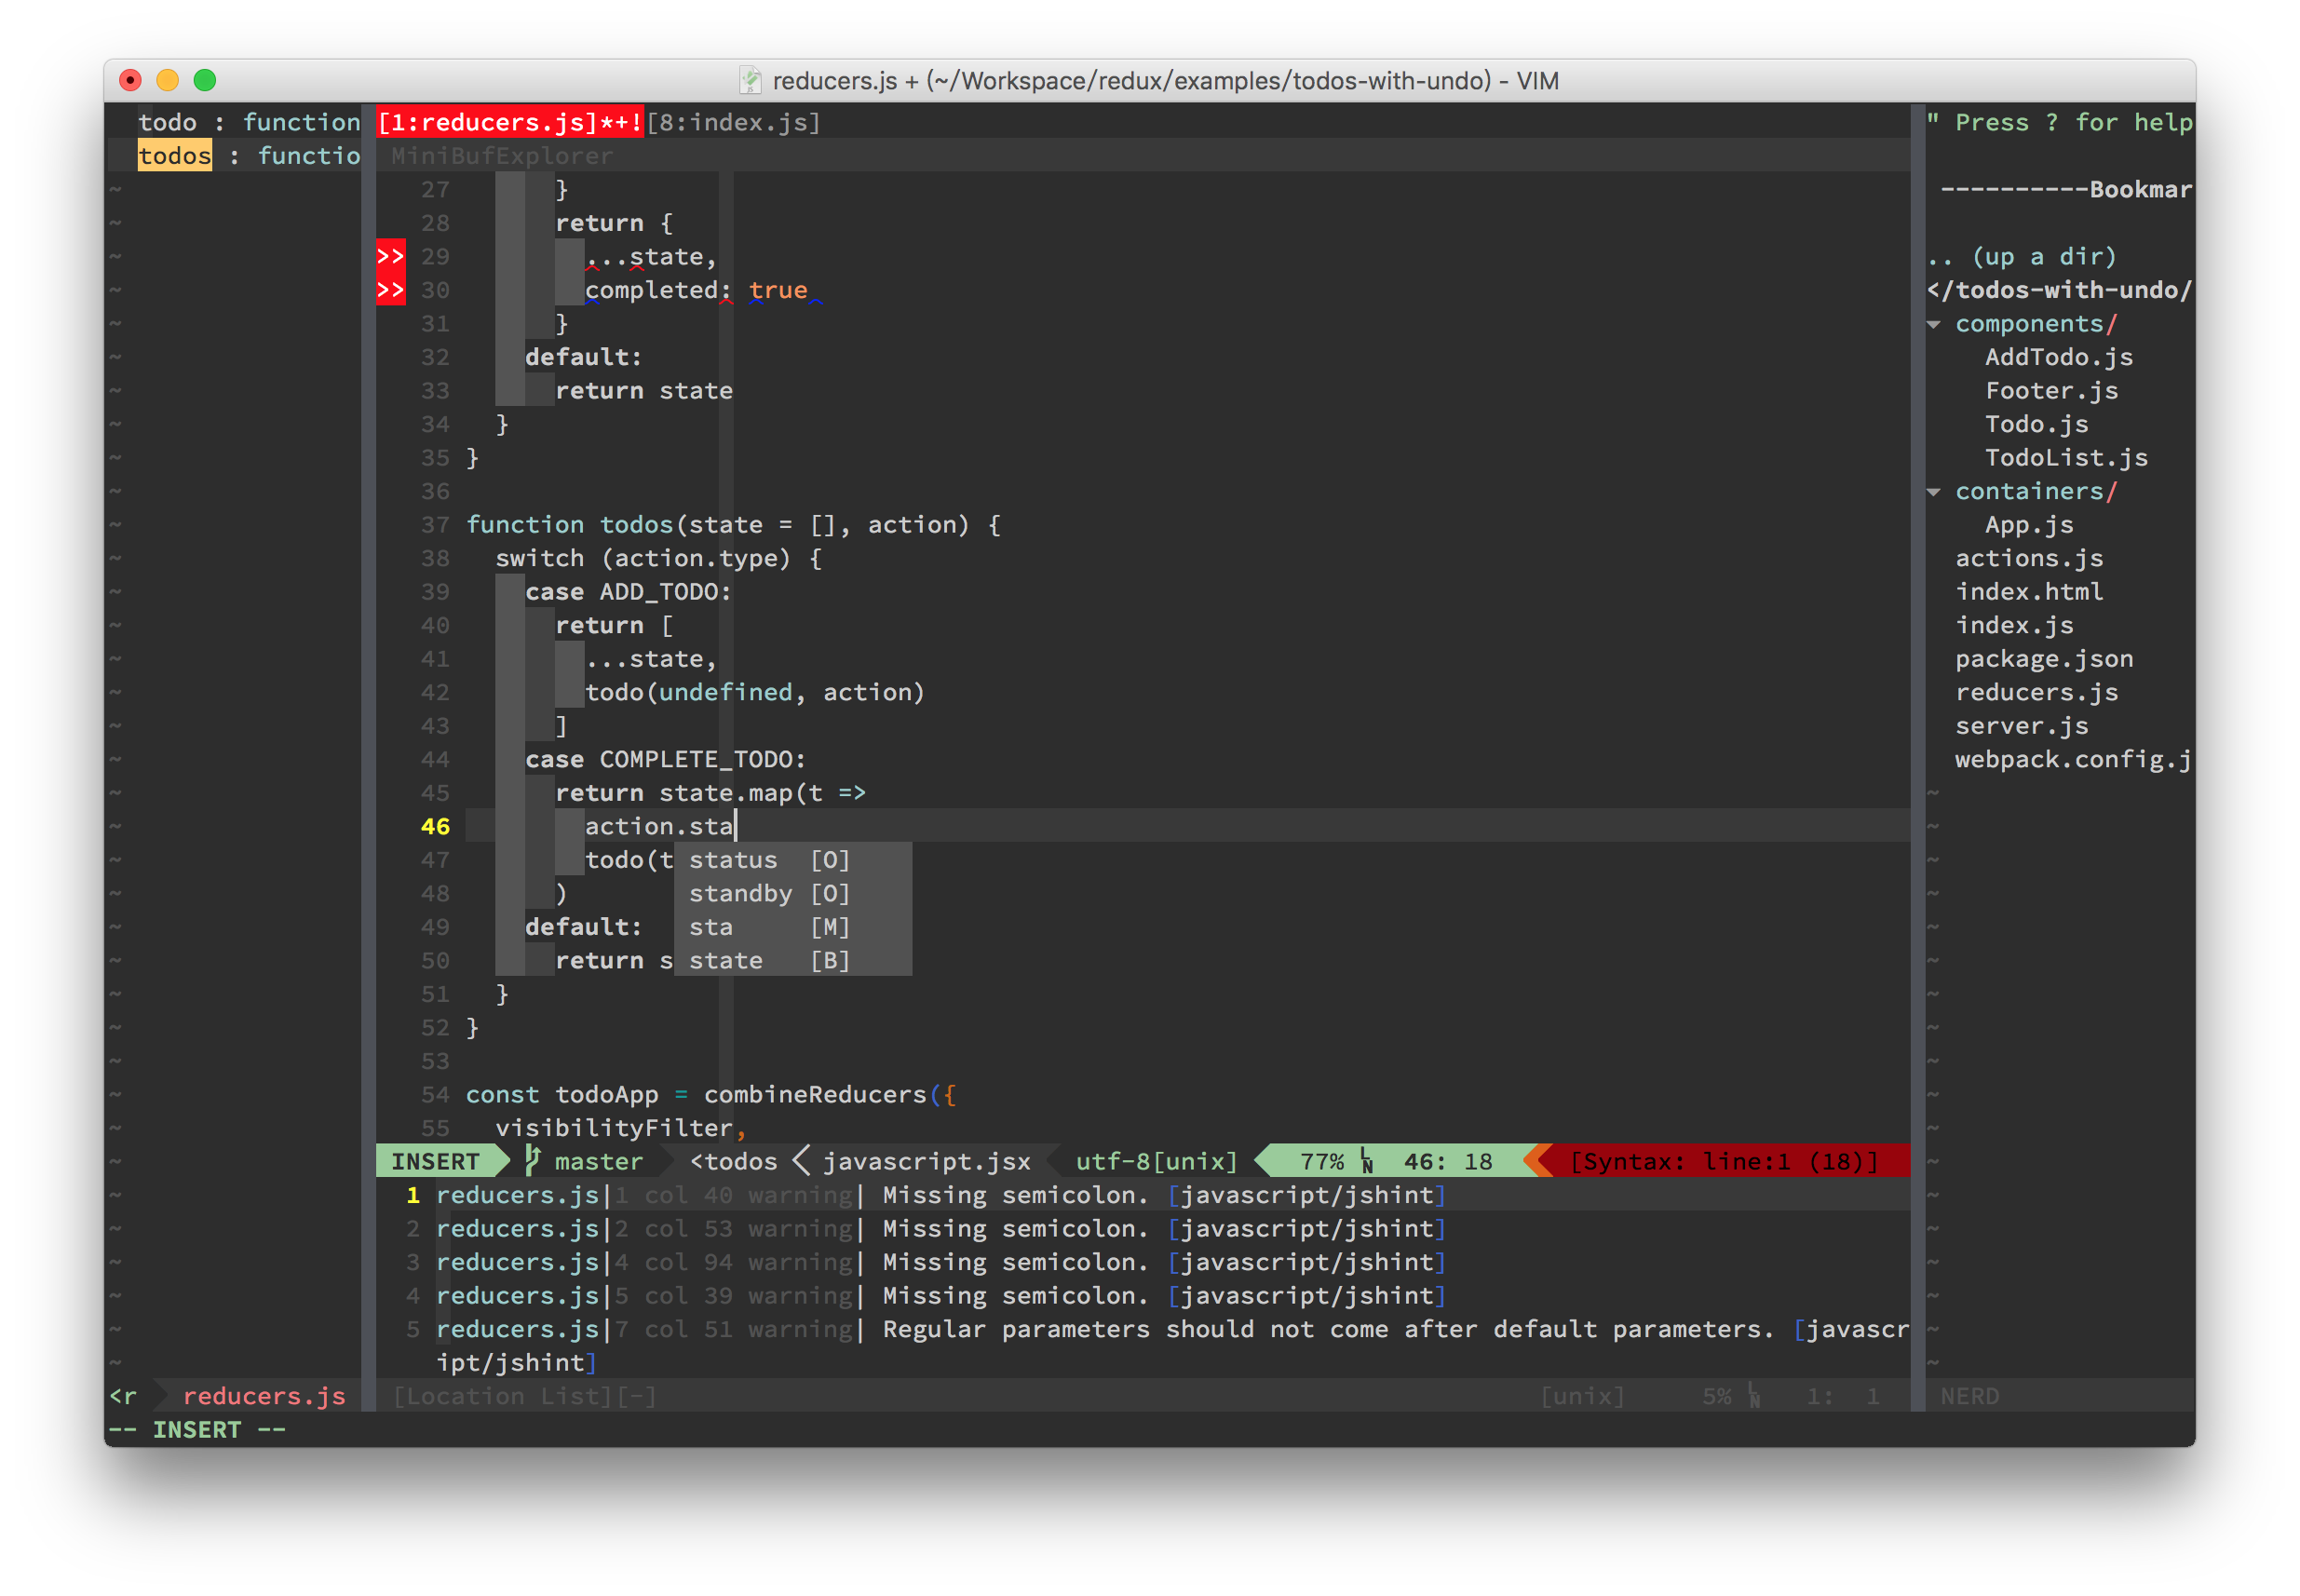 reducers.js + (~/Workspace/redux/examples/todos-with-undo) - VIM
todo : function
todos : functio
[1:reducers.js]*+![8:index.js]
MiniBufExplorer
27 }
28 return {
>> 29 ...state,
>> 30 completed: true
31 }
32 default:
33 return state
34 }
35 }
36
37 function todos(state = [], action) {
38 switch (action.type) {
39 case ADD_TODO:
40 return [
41 ...state,
42 todo(undefined, action)
43 ]
44 case COMPLETE_TODO:
45 return state.map(t =>
46 action.sta
47 todo(t
48 )
49 default:
50 return s
51 }
52 }
53
54 const todoApp = combineReducers({
55 visibilityFilter,
status [O]
standby [O]
sta [M]
state [B]
INSERT master <todos javascript.jsx utf-8[unix] 77% LN 46: 18 [Syntax: line:1 (18)]
1 reducers.js|1 col 40 warning| Missing semicolon. [javascript/jshint]
2 reducers.js|2 col 53 warning| Missing semicolon. [javascript/jshint]
3 reducers.js|4 col 94 warning| Missing semicolon. [javascript/jshint]
4 reducers.js|5 col 39 warning| Missing semicolon. [javascript/jshint]
5 reducers.js|7 col 51 warning| Regular parameters should not come after default parameters. [javascr
ipt/jshint]
" Press ? for help
----------Bookmar
.. (up a dir)
</todos-with-undo/
▾ components/
AddTodo.js
Footer.js
Todo.js
TodoList.js
▾ containers/
App.js
actions.js
index.html
index.js
package.json
reducers.js
server.js
webpack.config.j
<r reducers.js
[Location List][-] [unix] 5% LN 1: 1
NERD
-- INSERT --